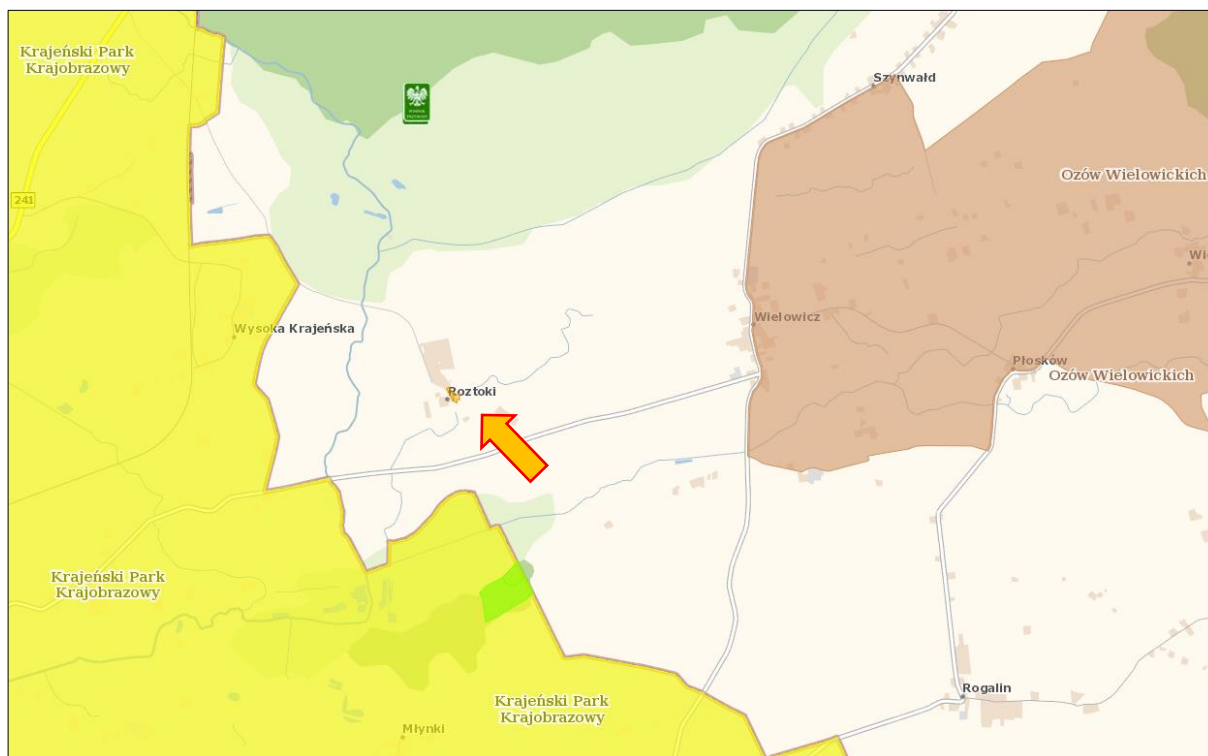 Krajeński Park
Krajobrazowy
Szynwałd
Ozów Wielowickich
241
Wi
Wysoka Krajeńska
Wielowicz
Płosków
Ozów Wielowickich
Roztoki
Krajeński Park
Krajobrazowy
Rogalin
Krajeński Park
Krajobrazowy
Młynki